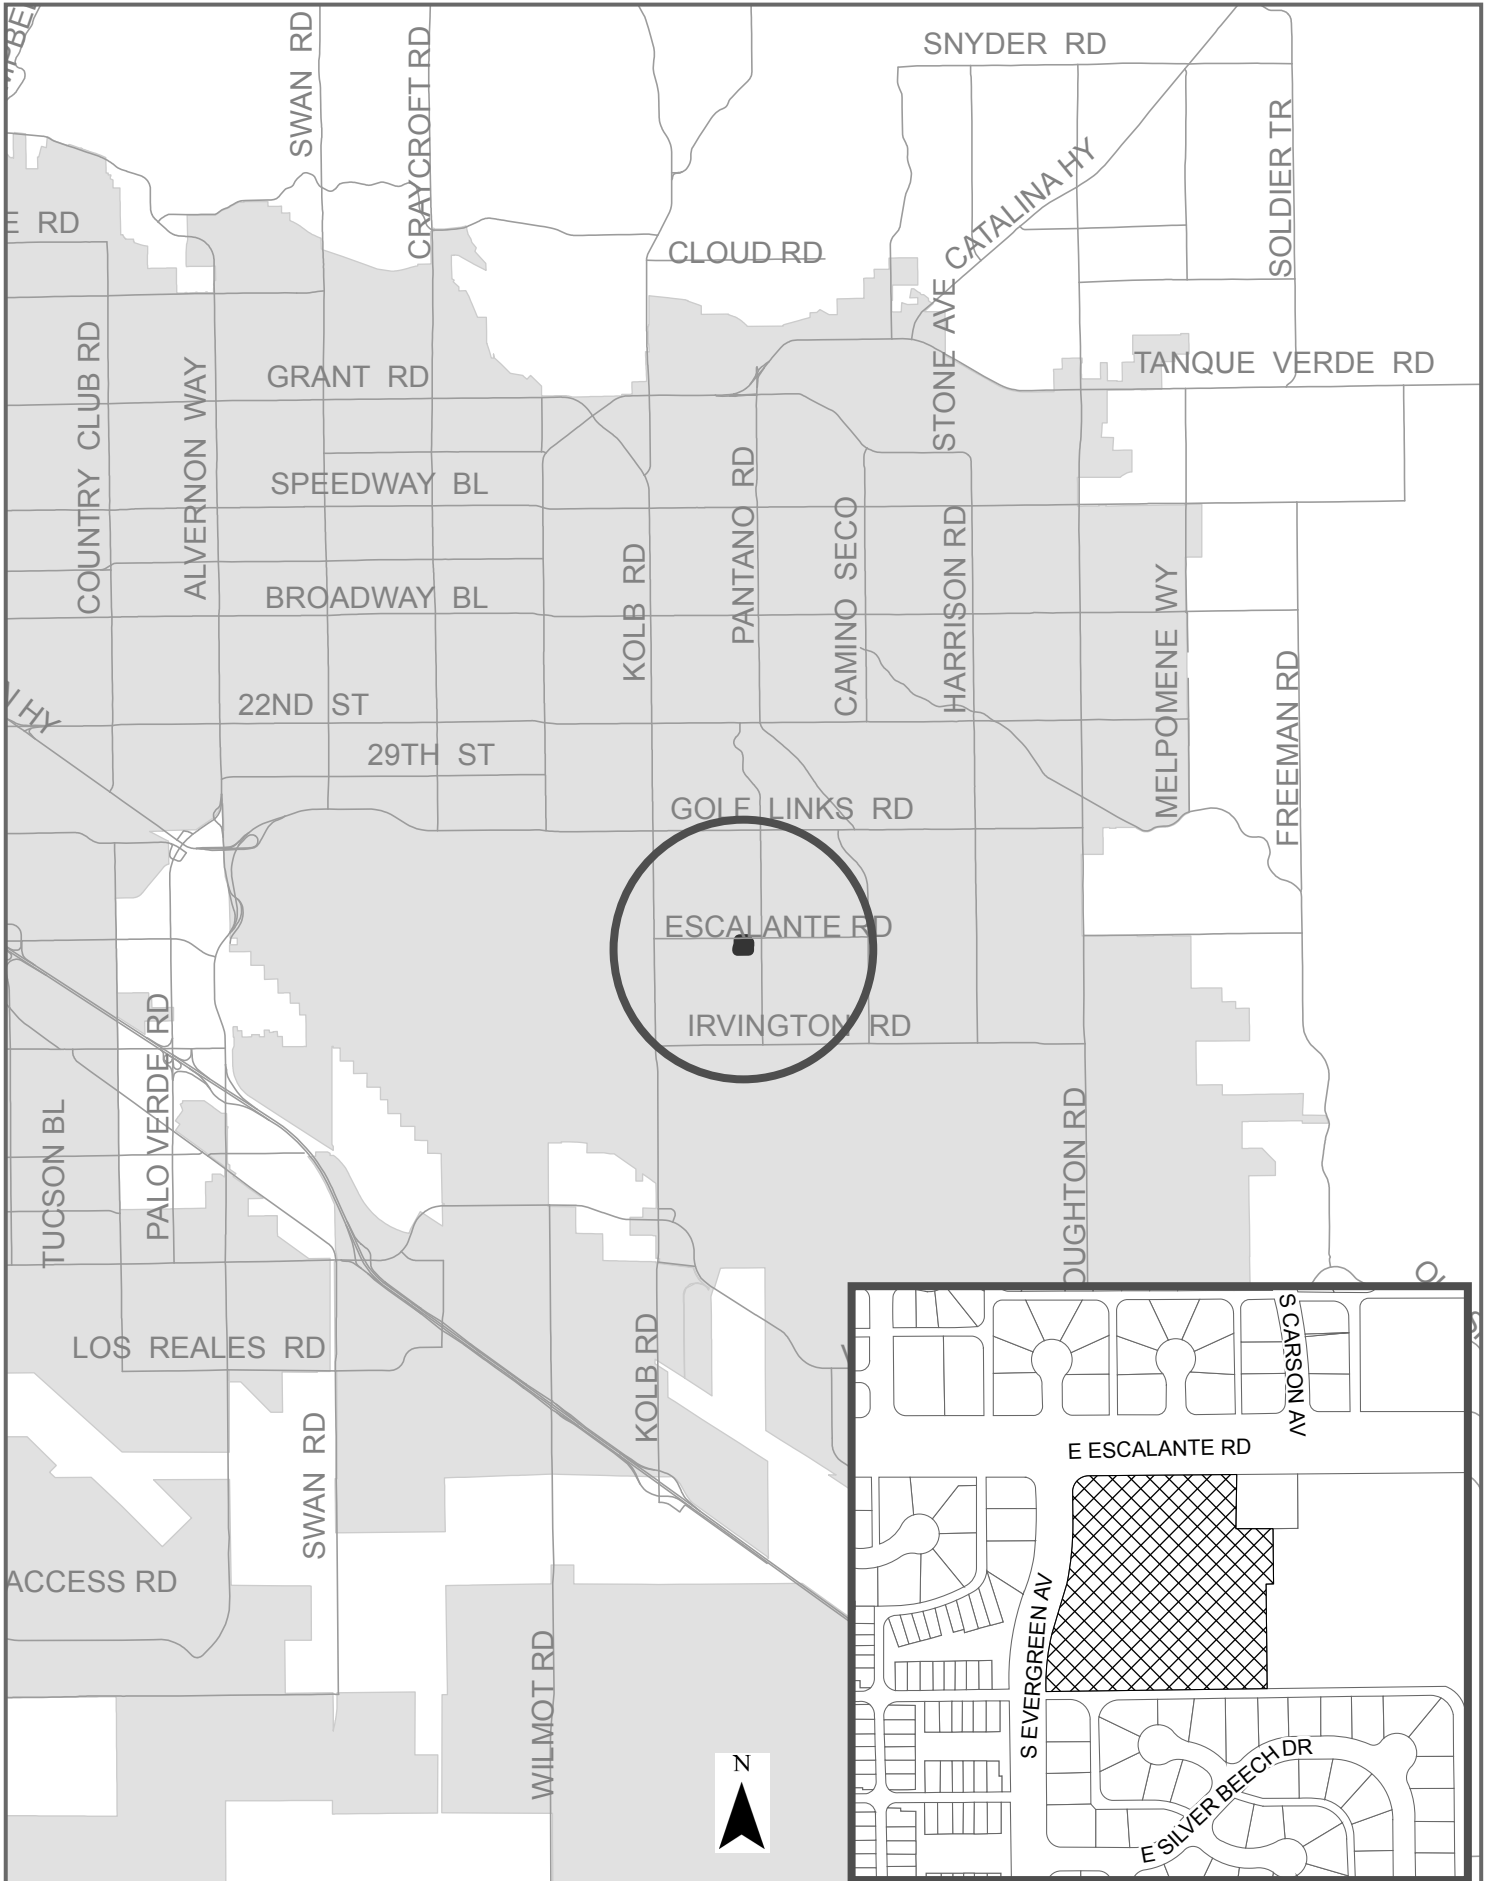 SWAN RD
CRAYCROFT RD
SNYDER RD
SOLDIER TR
CATALINA HY
E RD
CLOUD RD
STONE AVE
COUNTRY CLUB RD
ALVERNON WAY
GRANT RD
TANQUE VERDE RD
SPEEDWAY BL
PANTANO RD
CAMINO SECO
HARRISON RD
KOLB RD
BROADWAY BL
MELPOMENE WY
FREEMAN RD
HY
22ND ST
29TH ST
GOLF LINKS RD
ESCALANTE RD
IRVINGTON RD
PALO VERDE RD
TUCSON BL
OUGHTON RD
LOS REALES RD
KOLB RD
SWAN RD
ACCESS RD
WILMOT RD
N
S CARSON AV
E ESCALANTE RD
S EVERGREEN AV
E SILVER BEECH DR